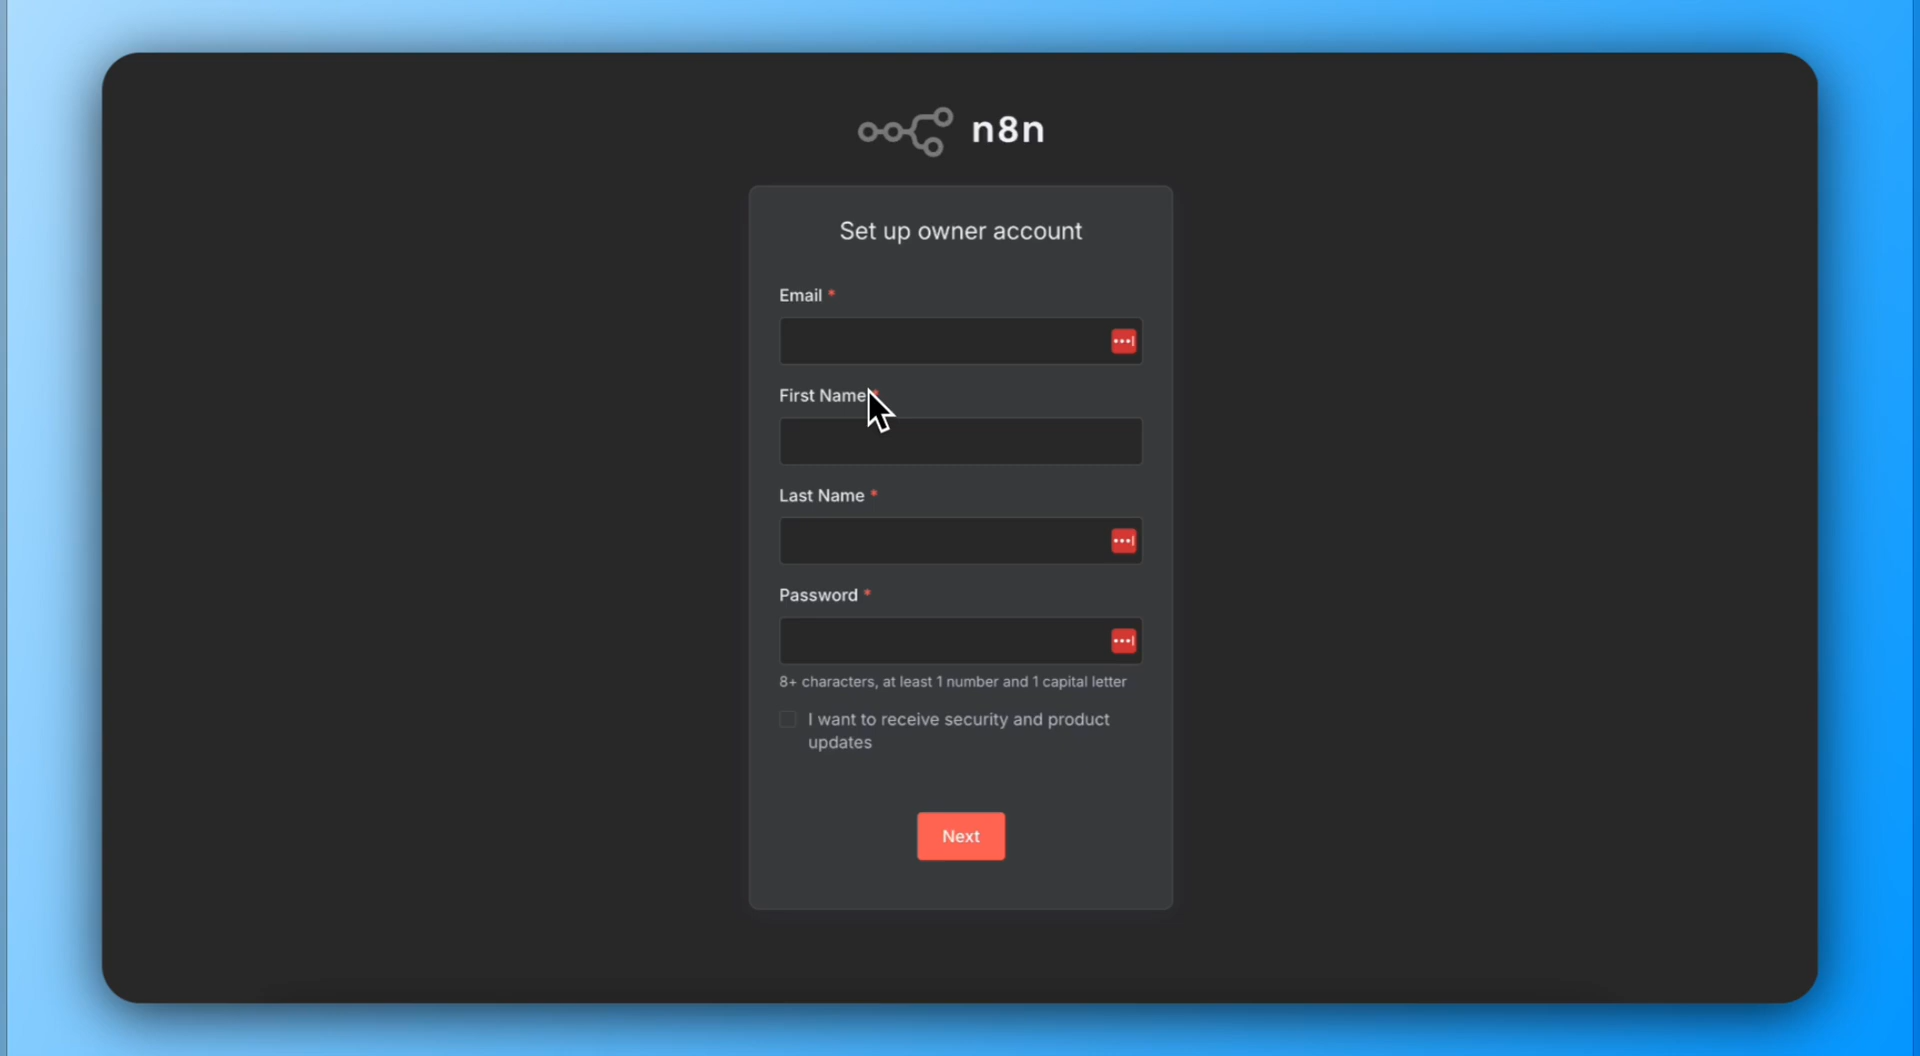 n8n
Set up owner account
Email *
First Name *
Last Name *
Password *
8+ characters, at least 1 number and 1 capital letter
I want to receive security and product
updates
Next